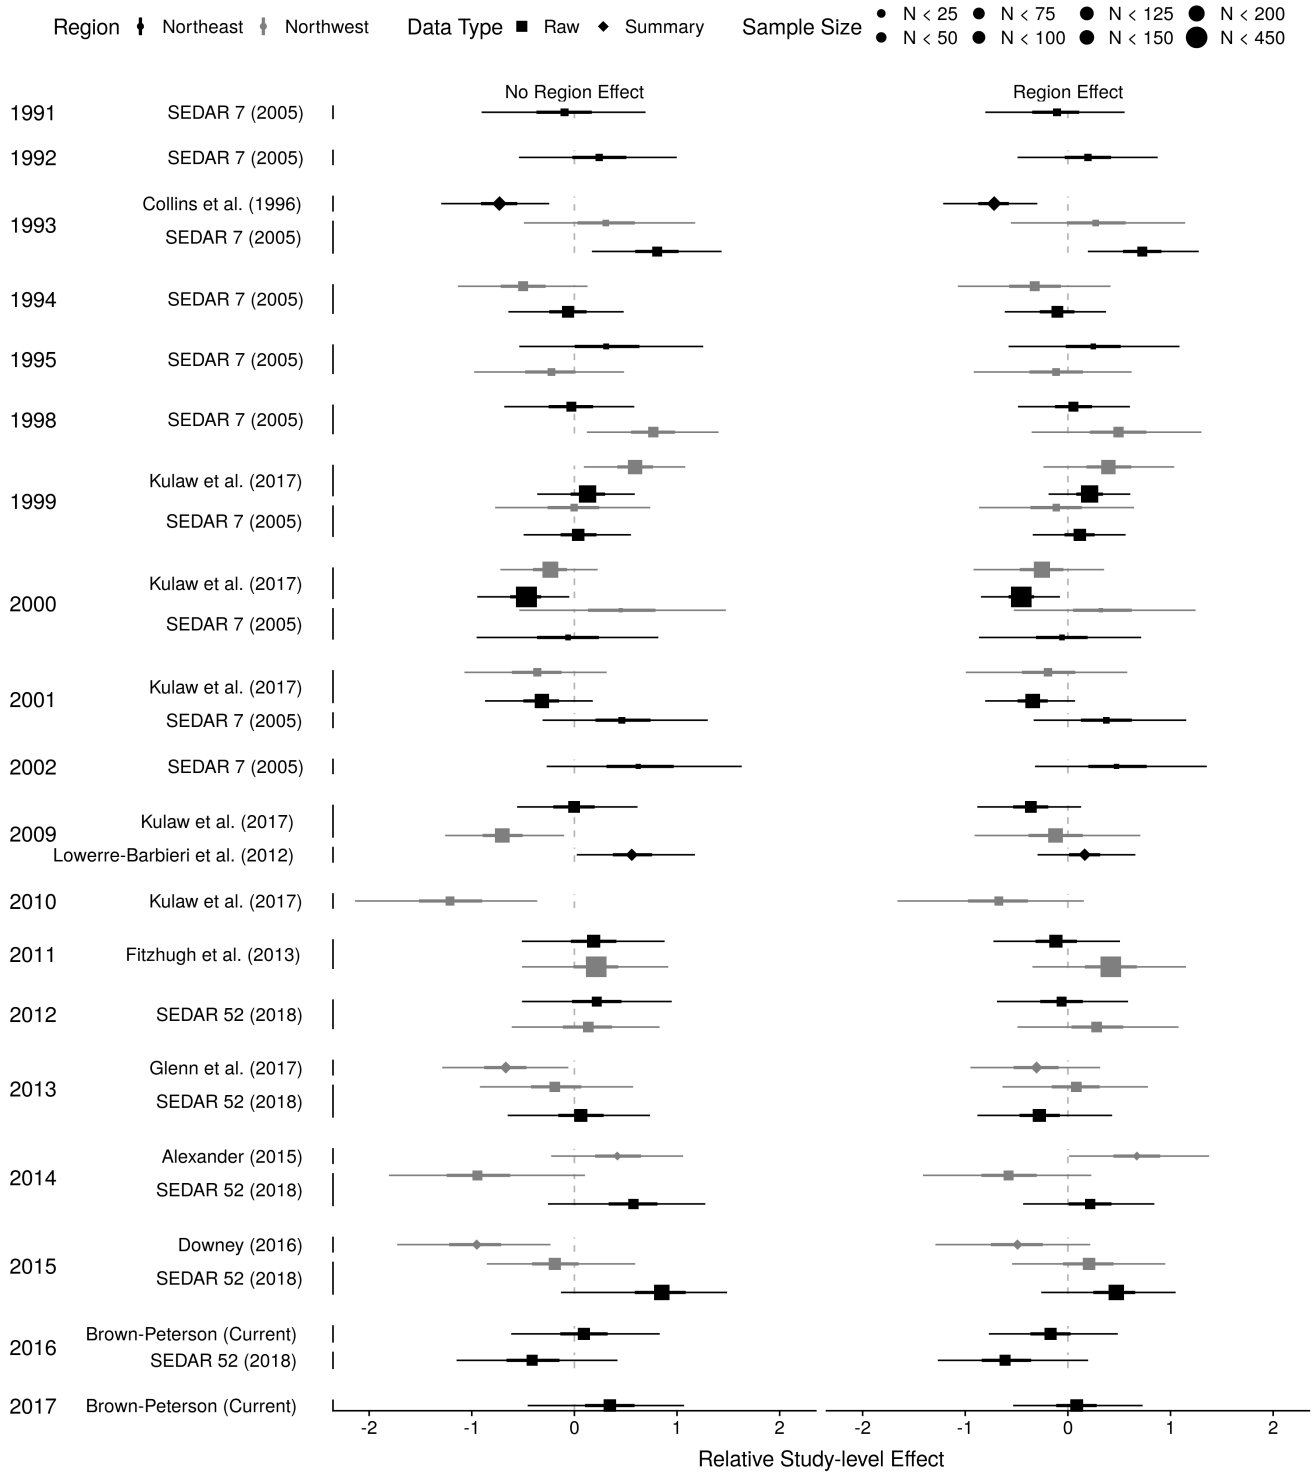 Region Northeast Northwest Data Type Raw Summary Sample Size N < 25 N < 75 N < 125 N < 200
N < 50 N < 100 N < 150 N < 450
No Region Effect Region Effect
1991 SEDAR 7 (2005)
1992 SEDAR 7 (2005)
1993 Collins et al. (1996)
SEDAR 7 (2005)
1994 SEDAR 7 (2005)
1995 SEDAR 7 (2005)
1998 SEDAR 7 (2005)
1999 Kulaw et al. (2017)
SEDAR 7 (2005)
2000 Kulaw et al. (2017)
SEDAR 7 (2005)
2001 Kulaw et al. (2017)
SEDAR 7 (2005)
2002 SEDAR 7 (2005)
2009 Kulaw et al. (2017)
Lowerre-Barbieri et al. (2012)
2010 Kulaw et al. (2017)
2011 Fitzhugh et al. (2013)
2012 SEDAR 52 (2018)
2013 Glenn et al. (2017)
SEDAR 52 (2018)
2014 Alexander (2015)
SEDAR 52 (2018)
2015 Downey (2016)
SEDAR 52 (2018)
2016 Brown-Peterson (Current)
SEDAR 52 (2018)
2017 Brown-Peterson (Current)
-2 -1 0 1 2 -2 -1 0 1 2
Relative Study-level Effect